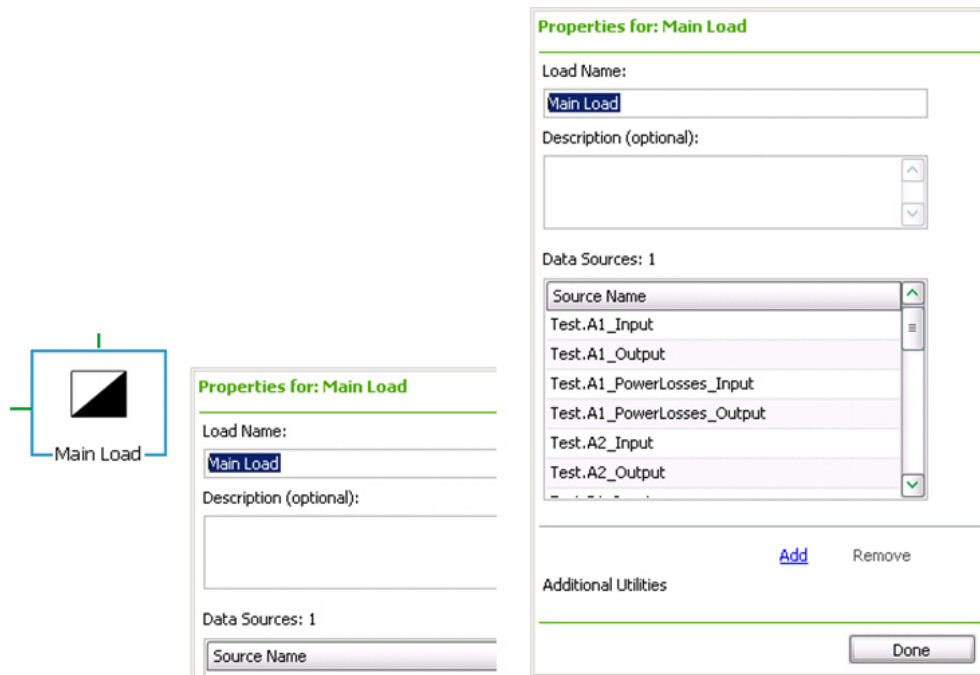 Main Load
Properties for: Main Load
Load Name:
Main Load
Description (optional):
Data Sources: 1
Source Name
Properties for: Main Load
Load Name:
Main Load
Description (optional):
Data Sources: 1
Source Name
Test.A1_Input
Test.A1_Output
Test.A1_PowerLosses_Input
Test.A1_PowerLosses_Output
Test.A2_Input
Test.A2_Output
Add Remove
Additional Utilities
Done